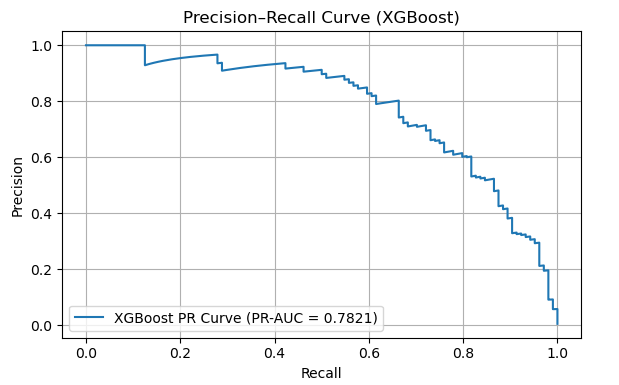 Precision–Recall Curve (XGBoost)
1.0
0.8
0.6
0.4
0.2
0.0
Precision
XGBoost PR Curve (PR-AUC = 0.7821)
0.0 0.2 0.4 0.6 0.8 1.0
Recall